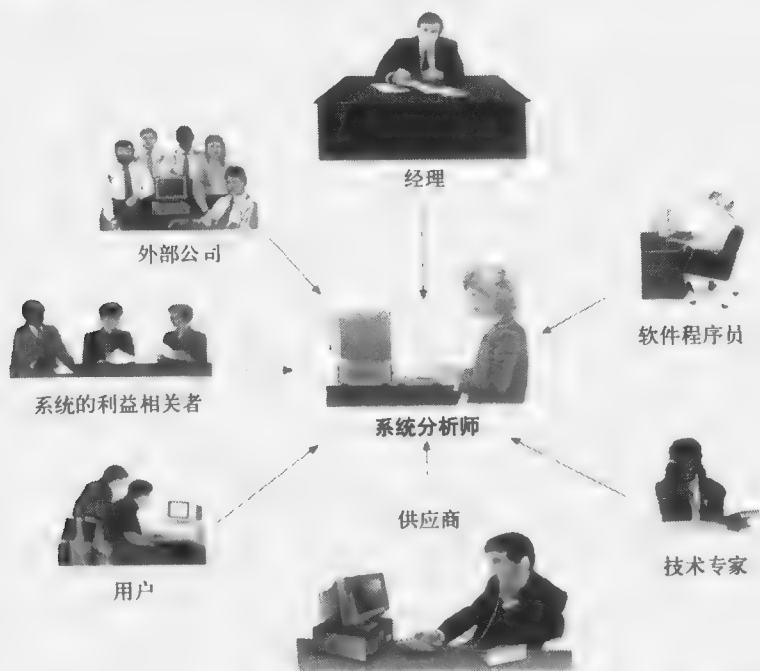 经理
外部公司
软件程序员
系统的利益相关者
系统分析师
供应商
技术专家
用户